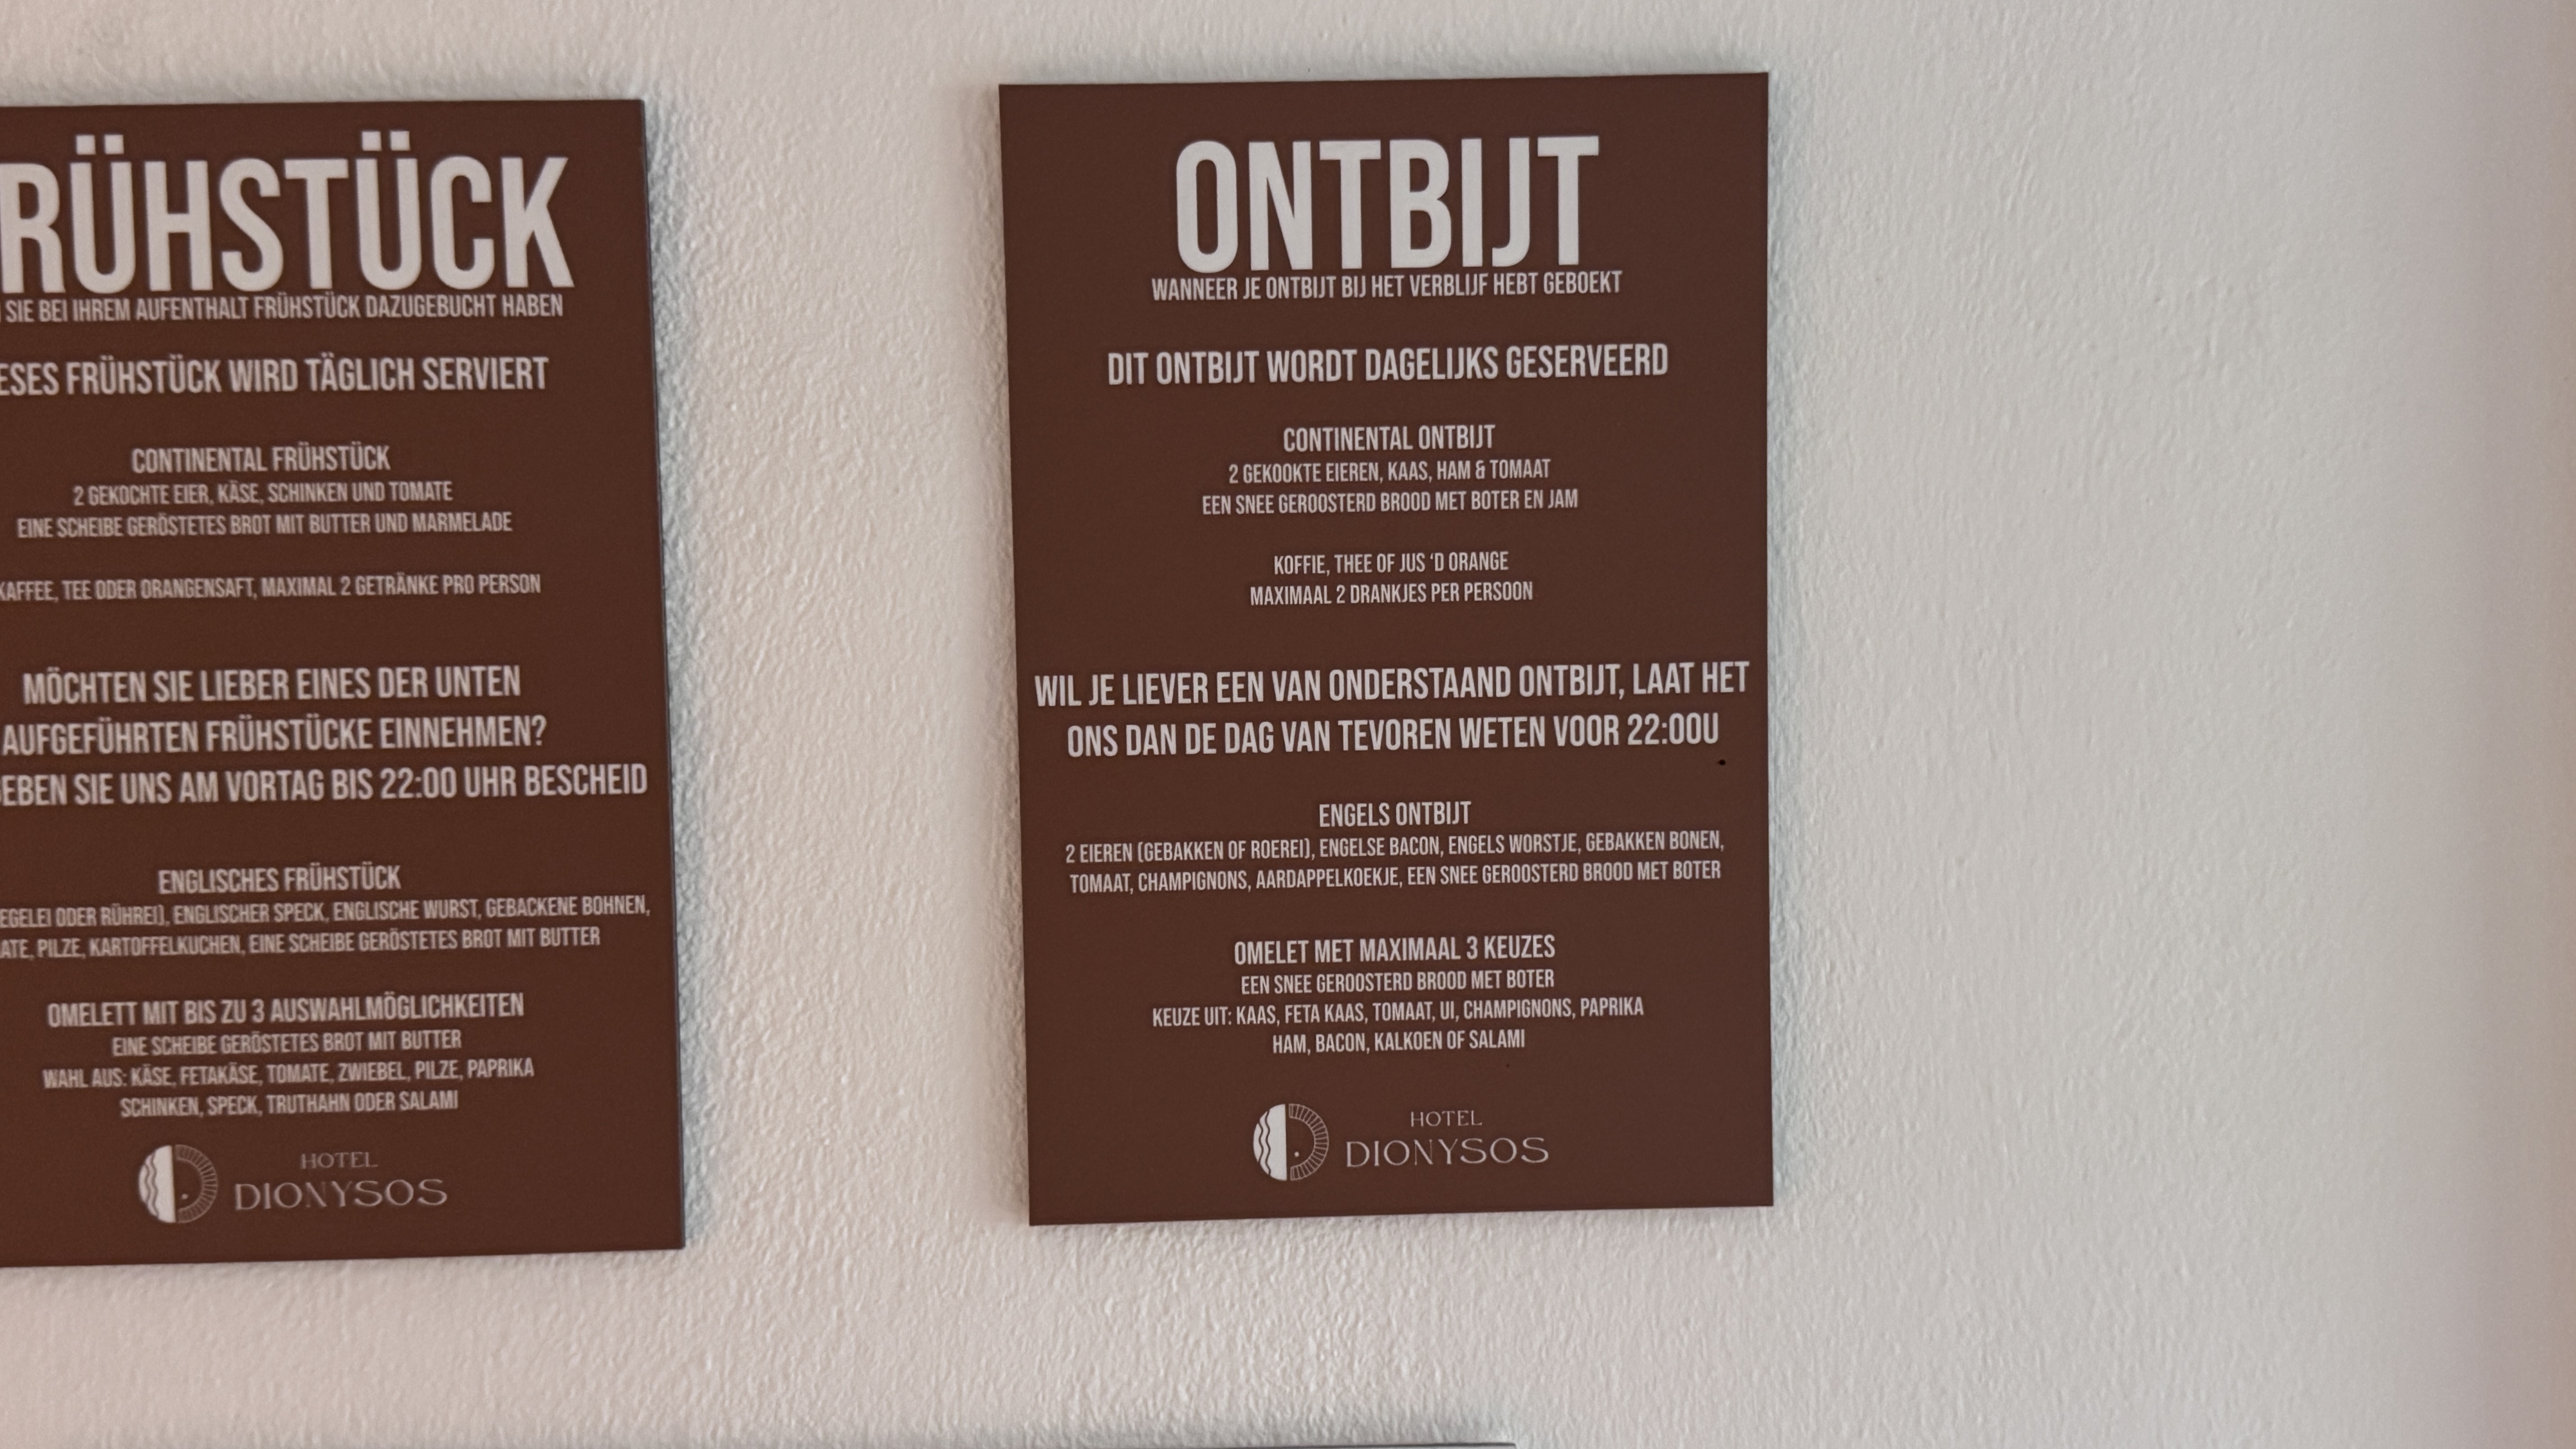 RÜHSTÜCK
SIE BEI IHREM AUFENTHALT FRÜHSTÜCK DAZUGEBUCHT HABEN
ESES FRÜHSTÜCK WIRD TÄGLICH SERVIERT
CONTINENTAL FRÜHSTÜCK
2 GEKOCHTE EIER, KÄSE, SCHINKEN UND TOMATE
EINE SCHEIBE GERÖSTETES BROT MIT BUTTER UND MARMELADE
KAFFEE, TEE ODER ORANGENSAFT, MAXIMAL 2 GETRÄNKE PRO PERSON
MÖCHTEN SIE LIEBER EINES DER UNTEN
AUFGEFÜHRTEN FRÜHSTÜCKE EINNEHMEN?
EBEN SIE UNS AM VORTAG BIS 22:00 UHR BESCHEID
ENGLISCHES FRÜHSTÜCK
EGELEI ODER RÜHREI), ENGLISCHER SPECK, ENGLISCHE WURST, GEBACKENE BOHNEN,
ATE, PILZE, KARTOFFELKUCHEN, EINE SCHEIBE GERÖSTETES BROT MIT BUTTER
OMELETT MIT BIS ZU 3 AUSWAHLMÖGLICHKEITEN
EINE SCHEIBE GERÖSTETES BROT MIT BUTTER
WAHL AUS: KÄSE, FETAKÄSE, TOMATE, ZWIEBEL, PILZE, PAPRIKA
SCHINKEN, SPECK, TRUTHAHN ODER SALAMI
HOTEL
DIONYSOS
ONTBIJT
WANNEER JE ONTBIJT BIJ HET VERBLIJF HEBT GEBOEKT
DIT ONTBIJT WORDT DAGELIJKS GESERVEERD
CONTINENTAL ONTBIJT
2 GEKOOKTE EIEREN, KAAS, HAM & TOMAAT
EEN SNEE GEROOSTERD BROOD MET BOTER EN JAM
KOFFIE, THEE OF JUS ‘D ORANGE
MAXIMAAL 2 DRANKJES PER PERSOON
WIL JE LIEVER EEN VAN ONDERSTAAND ONTBIJT, LAAT HET
ONS DAN DE DAG VAN TEVOREN WETEN VOOR 22:00U
ENGELS ONTBIJT
2 EIEREN (GEBAKKEN OF ROEREI), ENGELSE BACON, ENGELS WORSTJE, GEBAKKEN BONEN,
TOMAAT, CHAMPIGNONS, AARDAPPELKOEKJE, EEN SNEE GEROOSTERD BROOD MET BOTER
OMELET MET MAXIMAAL 3 KEUZES
EEN SNEE GEROOSTERD BROOD MET BOTER
KEUZE UIT: KAAS, FETA KAAS, TOMAAT, UI, CHAMPIGNONS, PAPRIKA
HAM, BACON, KALKOEN OF SALAMI
HOTEL
DIONYSOS